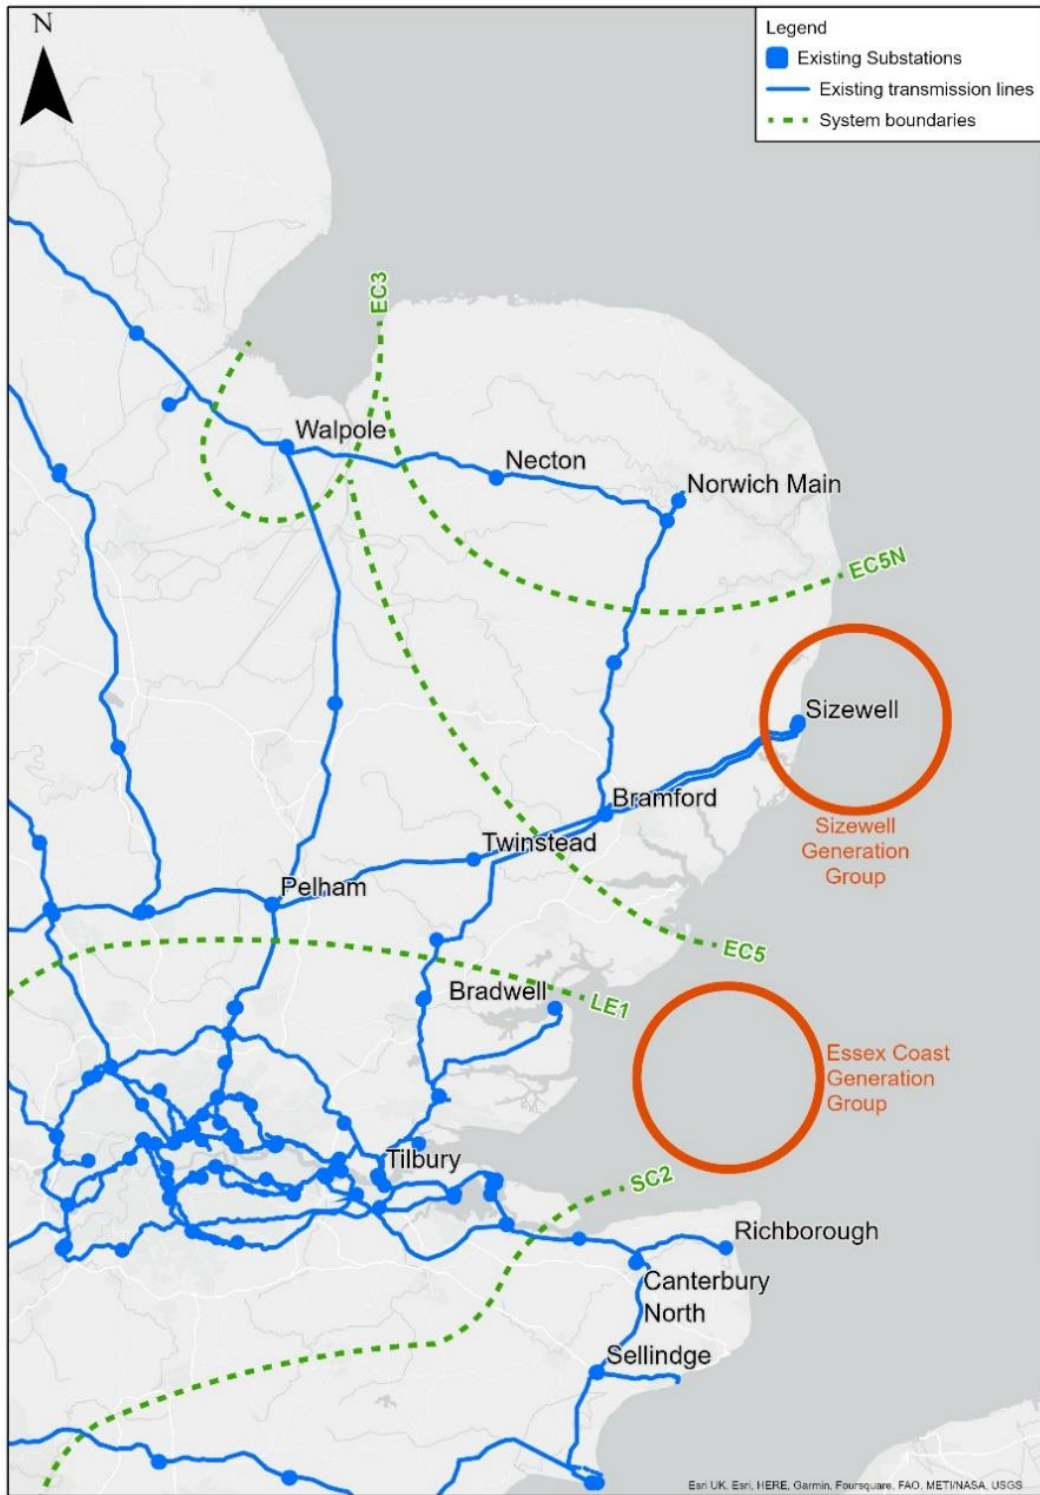 N
Legend
Existing Substations
Existing transmission lines
System boundaries
EC3
Walpole
Necton
Norwich Main
EC5N
Sizewell
Bramford
Sizewell
Generation
Group
Twinstead
Pelham
EC5
Bradwell
LE1
Essex Coast
Generation
Group
Tilbury
SC2
Richborough
Canterbury
North
Sellindge
Esri UK, Esri, HERE, Garmin, Foursquare, FAO, METI/NASA, USGS